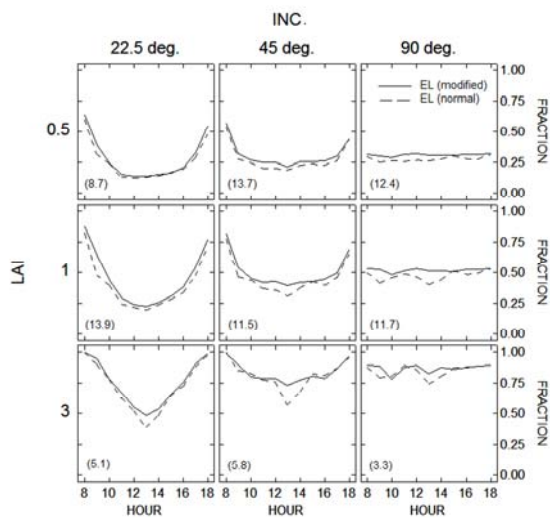 INC.
22.5 deg. 45 deg. 90 deg.
1.00
EL (modified)
EL (normal)
0.75
0.5
0.50
FRACTION
0.25
(8.7) (13.7) (12.4)
0.00
1.00
0.75
LAI
1
0.50
FRACTION
0.25
(13.9) (11.5) (11.7)
0.00
1.00
0.75
3
0.50
FRACTION
0.25
(5.1) (5.8) (3.3)
0.00
8 10 12 14 16 18 8 10 12 14 16 18 8 10 12 14 16 18
HOUR HOUR HOUR